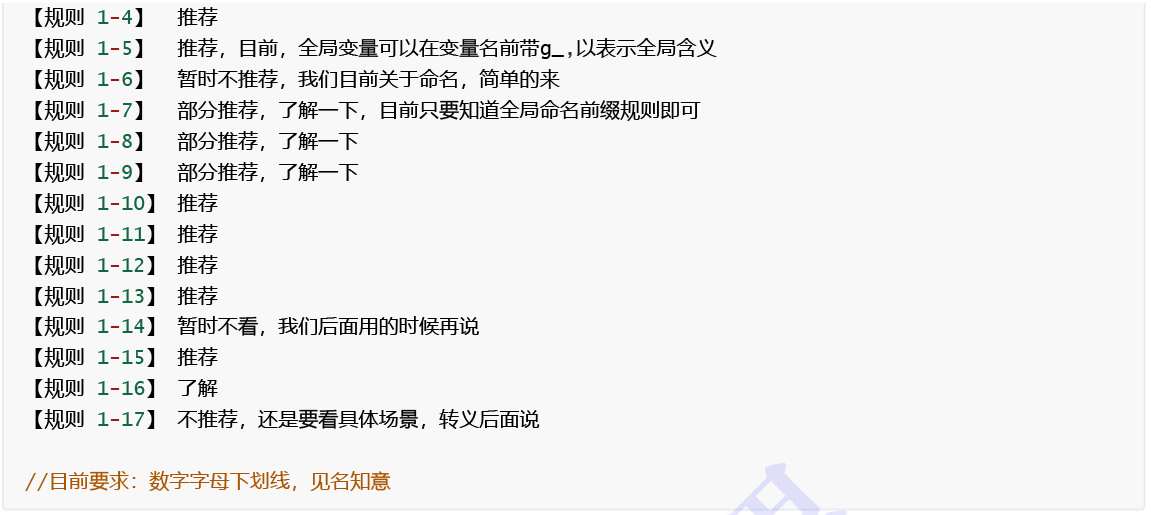 【规则 1-4】 推荐
【规则 1-5】 推荐，目前，全局变量可以在变量名前带g_,以表示全局含义
【规则 1-6】 暂时不推荐，我们目前关于命名，简单的来
【规则 1-7】 部分推荐，了解一下，目前只要知道全局命名前缀规则即可
【规则 1-8】 部分推荐，了解一下
【规则 1-9】 部分推荐，了解一下
【规则 1-10】 推荐
【规则 1-11】 推荐
【规则 1-12】 推荐
【规则 1-13】 推荐
【规则 1-14】 暂时不看，我们后面用的时候再说
【规则 1-15】 推荐
【规则 1-16】 了解
【规则 1-17】 不推荐，还是要看具体场景，转义后面说
//目前要求：数字字母下划线，见名知意